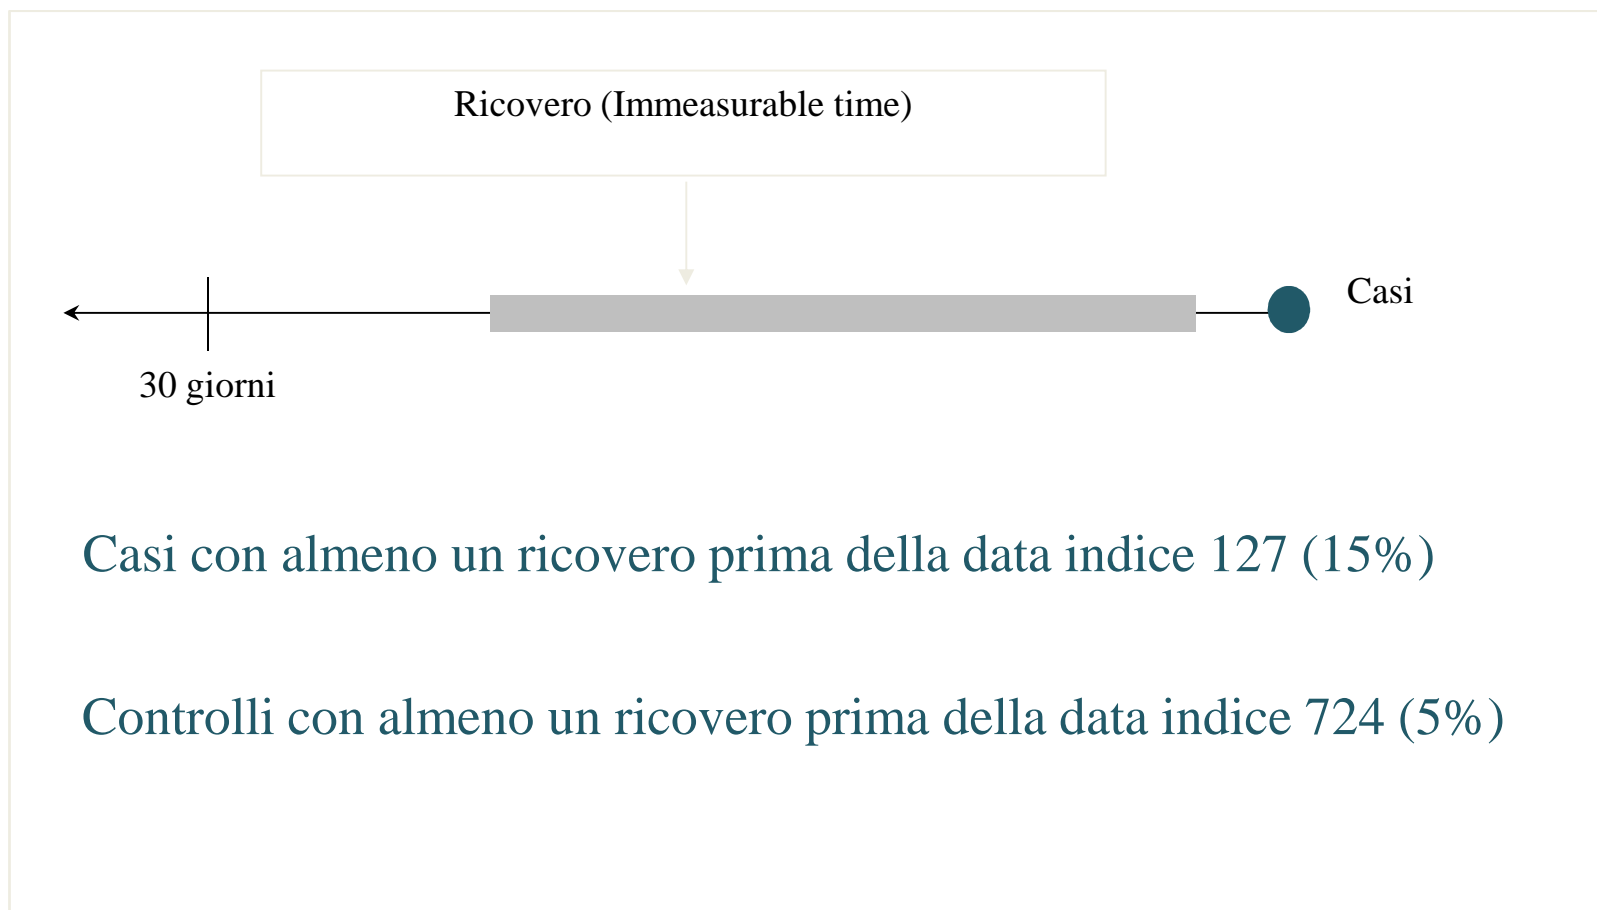 Ricovero (Immeasurable time)
Casi
30 giorni
Casi con almeno un ricovero prima della data indice 127 (15%)
Controlli con almeno un ricovero prima della data indice 724 (5%)